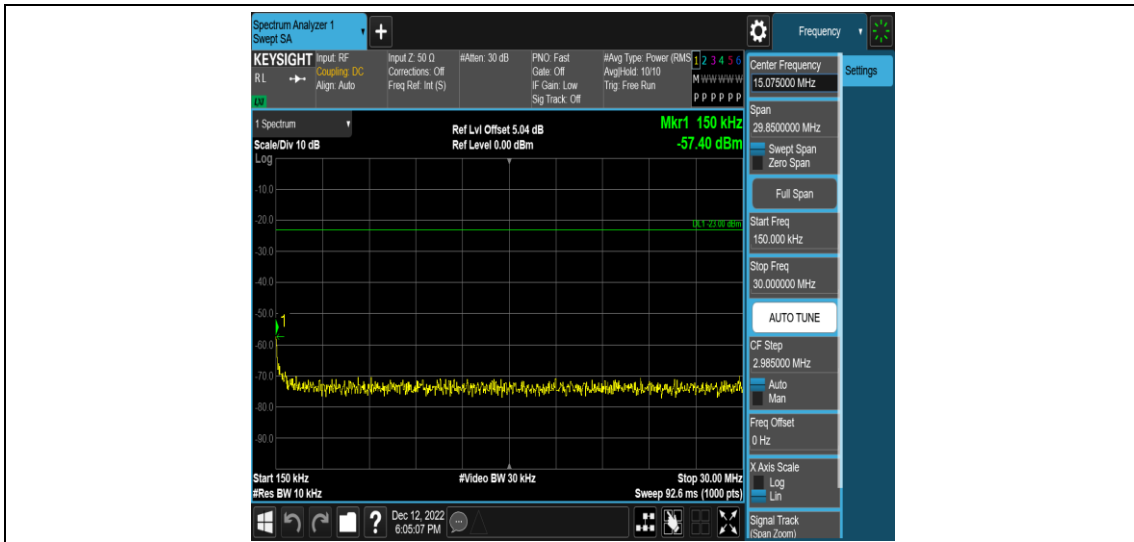 Spectrum Analyzer 1
Swept SA
Frequency
KEYSIGHT
RL
LXI
Input: RF
Coupling: DC
Align: Auto
Input Z: 50 Ω
Corrections: Off
Freq Ref: Int (S)
#Atten: 30 dB
PNO: Fast
Gate: Off
IF Gain: Low
Sig Track: Off
#Avg Type: Power (RMS
Avg|Hold: 10/10
Trig: Free Run
1 2 3 4 5 6
M W W W W W
P P P P P P
Center Frequency
15.075000 MHz
Settings
1 Spectrum
Scale/Div 10 dB
Ref Lvl Offset 5.04 dB
Ref Level 0.00 dBm
Mkr1 150 kHz
-57.40 dBm
Log
-10.0
-20.0
-30.0
-40.0
-50.0
-60.0
-70.0
-80.0
-90.0
DL1 -23.00 dBm
1
Start 150 kHz
#Res BW 10 kHz
#Video BW 30 kHz
Stop 30.00 MHz
Sweep 92.6 ms (1000 pts)
Span
29.8500000 MHz
Swept Span
Zero Span
Full Span
Start Freq
150.000 kHz
Stop Freq
30.000000 MHz
AUTO TUNE
CF Step
2.985000 MHz
Auto
Man
Freq Offset
0 Hz
X Axis Scale
Log
Lin
Signal Track
(Span Zoom)
Dec 12, 2022
6:05:07 PM